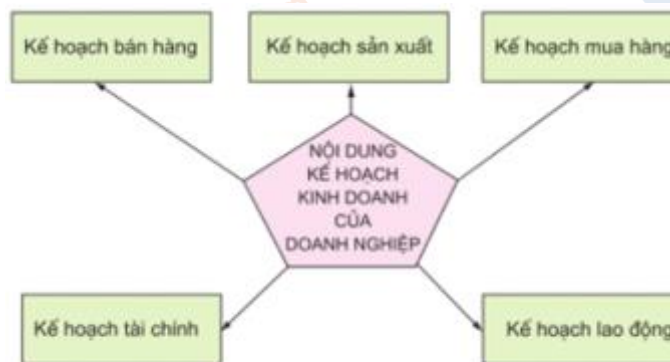 Kế hoạch bán hàng
Kế hoạch sản xuất
Kế hoạch mua hàng
NỘI DUNG
KẾ HOẠCH
KINH DOANH
CỦA
DOANH NGHIỆP
Kế hoạch tài chính
Kế hoạch lao động